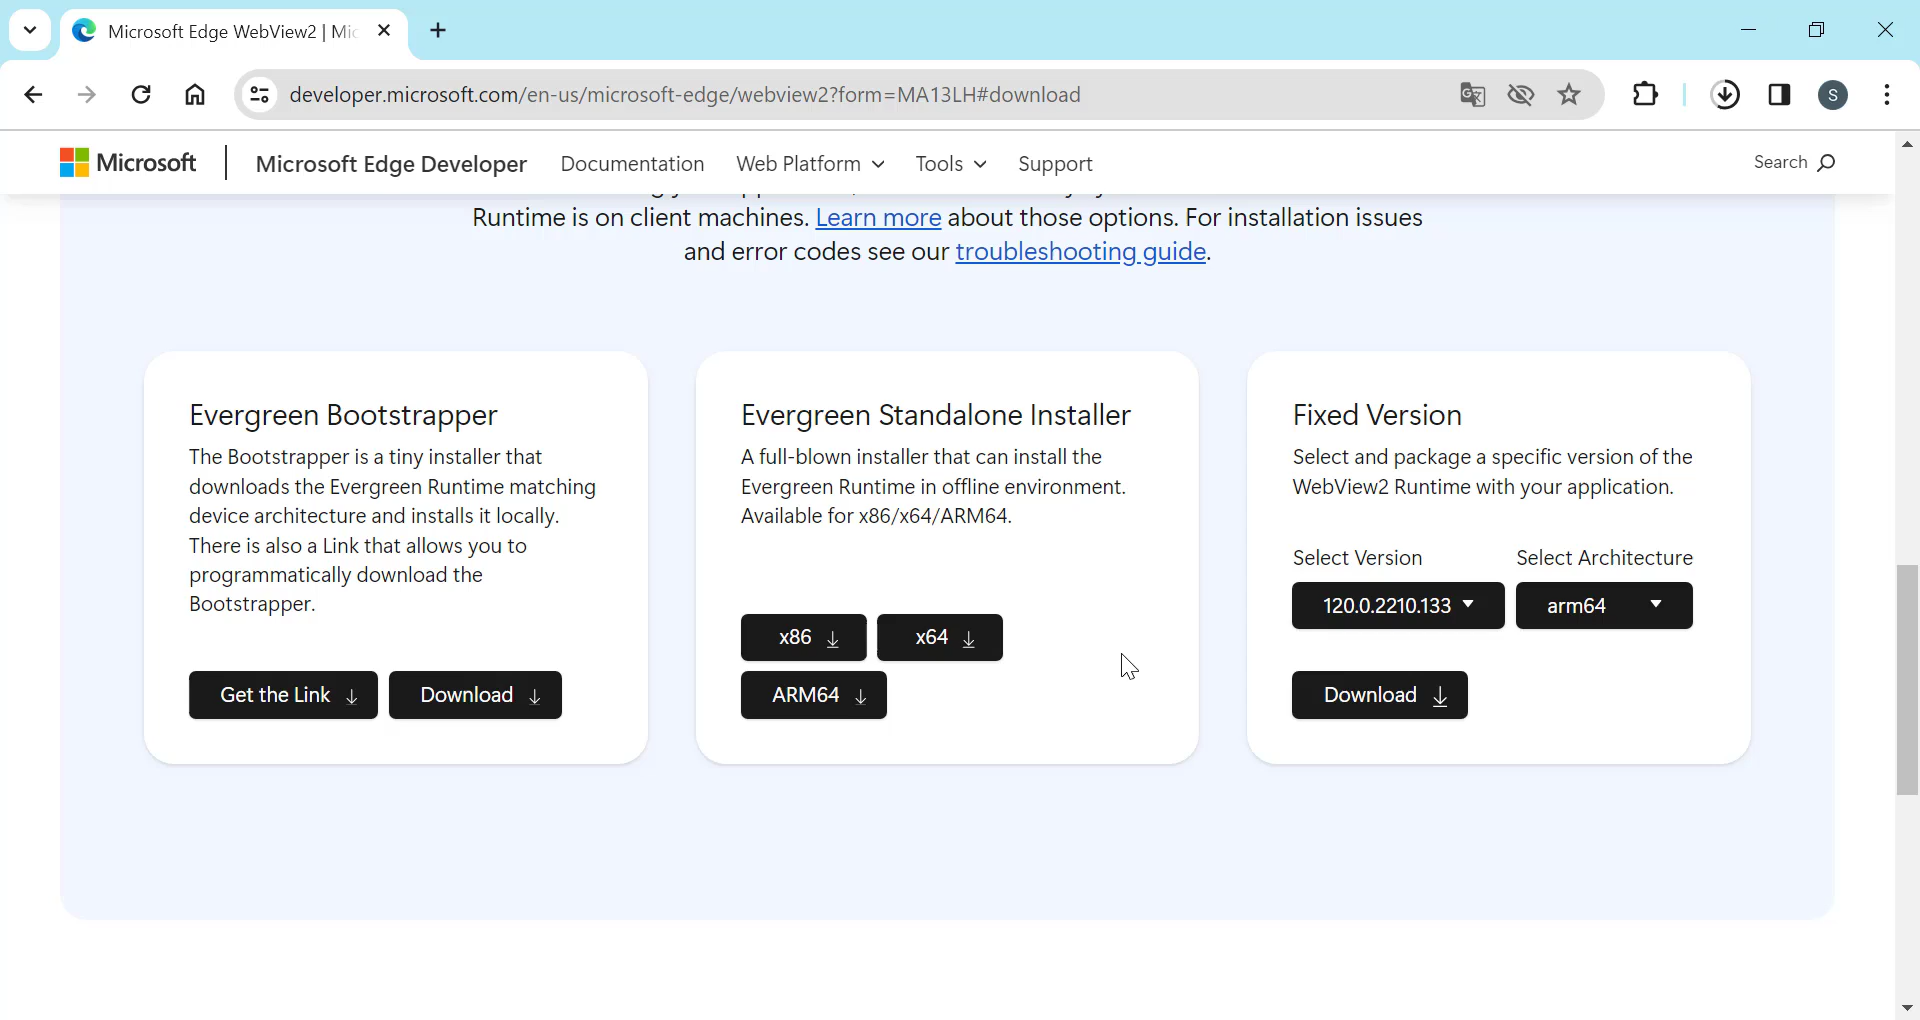 Microsoft Edge WebView2 | Mic
developer.microsoft.com/en-us/microsoft-edge/webview2?form=MA13LH#download
S
Microsoft
Microsoft Edge Developer
Documentation
Web Platform
Tools
Support
Search
Runtime is on client machines. Learn more about those options. For installation issues
and error codes see our troubleshooting guide.
Evergreen Bootstrapper
The Bootstrapper is a tiny installer that
downloads the Evergreen Runtime matching
device architecture and installs it locally.
There is also a Link that allows you to
programmatically download the
Bootstrapper.
Get the Link
Download
Evergreen Standalone Installer
A full-blown installer that can install the
Evergreen Runtime in offline environment.
Available for x86/x64/ARM64.
x86
x64
ARM64
Fixed Version
Select and package a specific version of the
WebView2 Runtime with your application.
Select Version
Select Architecture
120.0.2210.133
arm64
Download